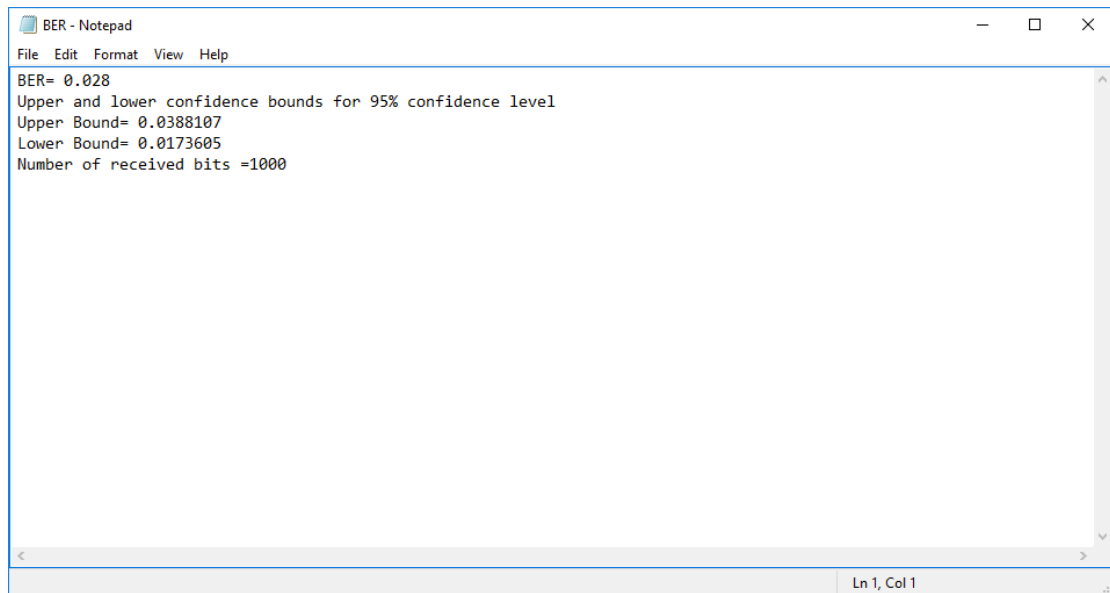 BER - Notepad
File Edit Format View Help
BER= 0.028
Upper and lower confidence bounds for 95% confidence level
Upper Bound= 0.0388107
Lower Bound= 0.0173605
Number of received bits =1000
Ln 1, Col 1